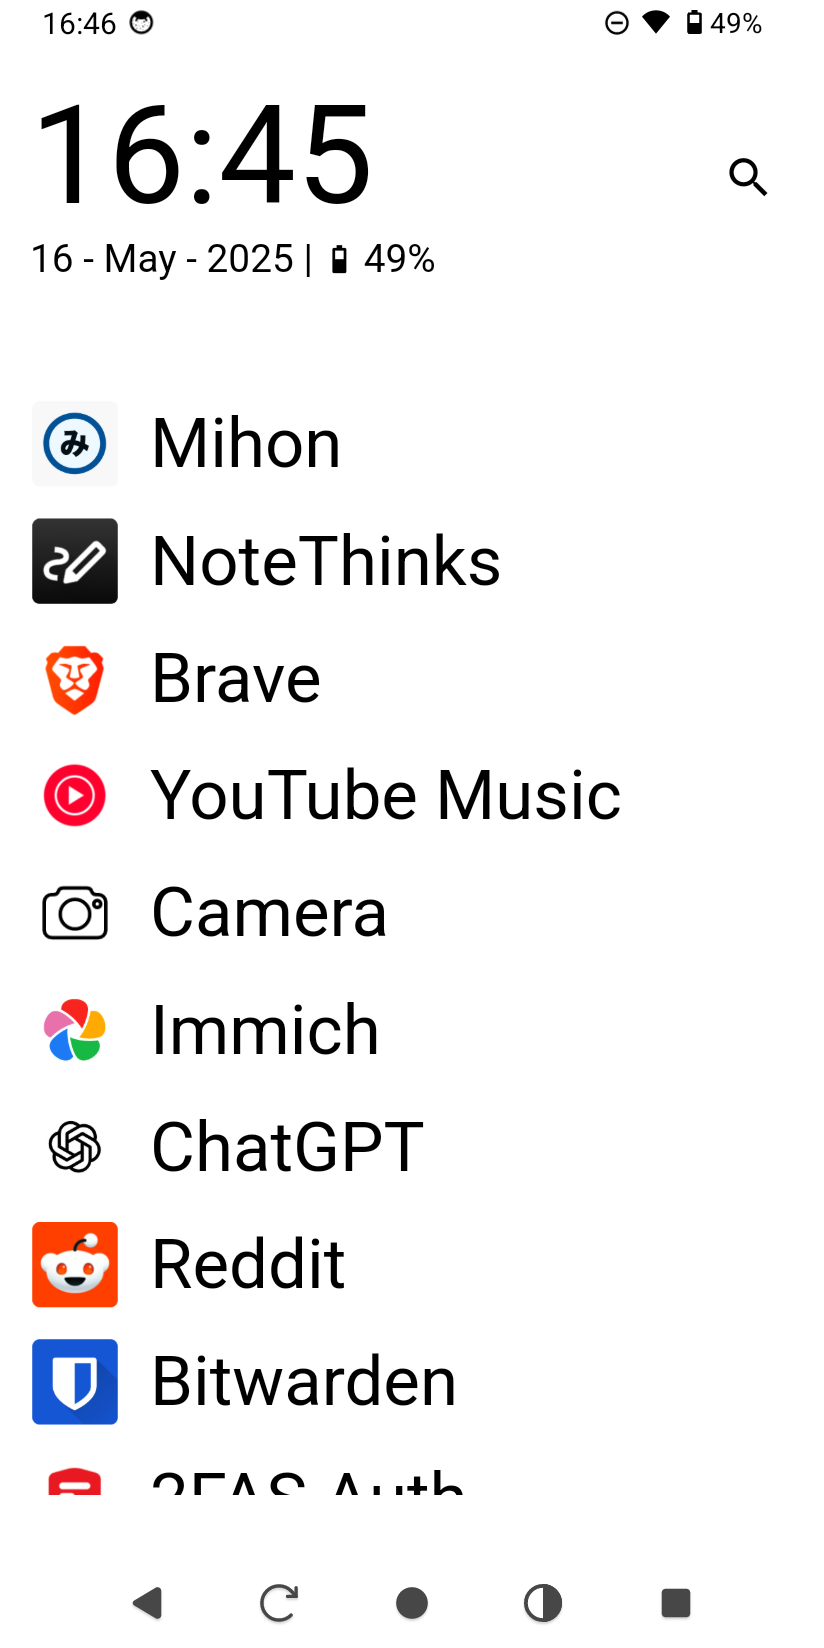 16:46 49%
16:45
16 - May - 2025 | 49%
み Mihon
NoteThinks
Brave
YouTube Music
Camera
Immich
ChatGPT
Reddit
Bitwarden
2FAS Auth